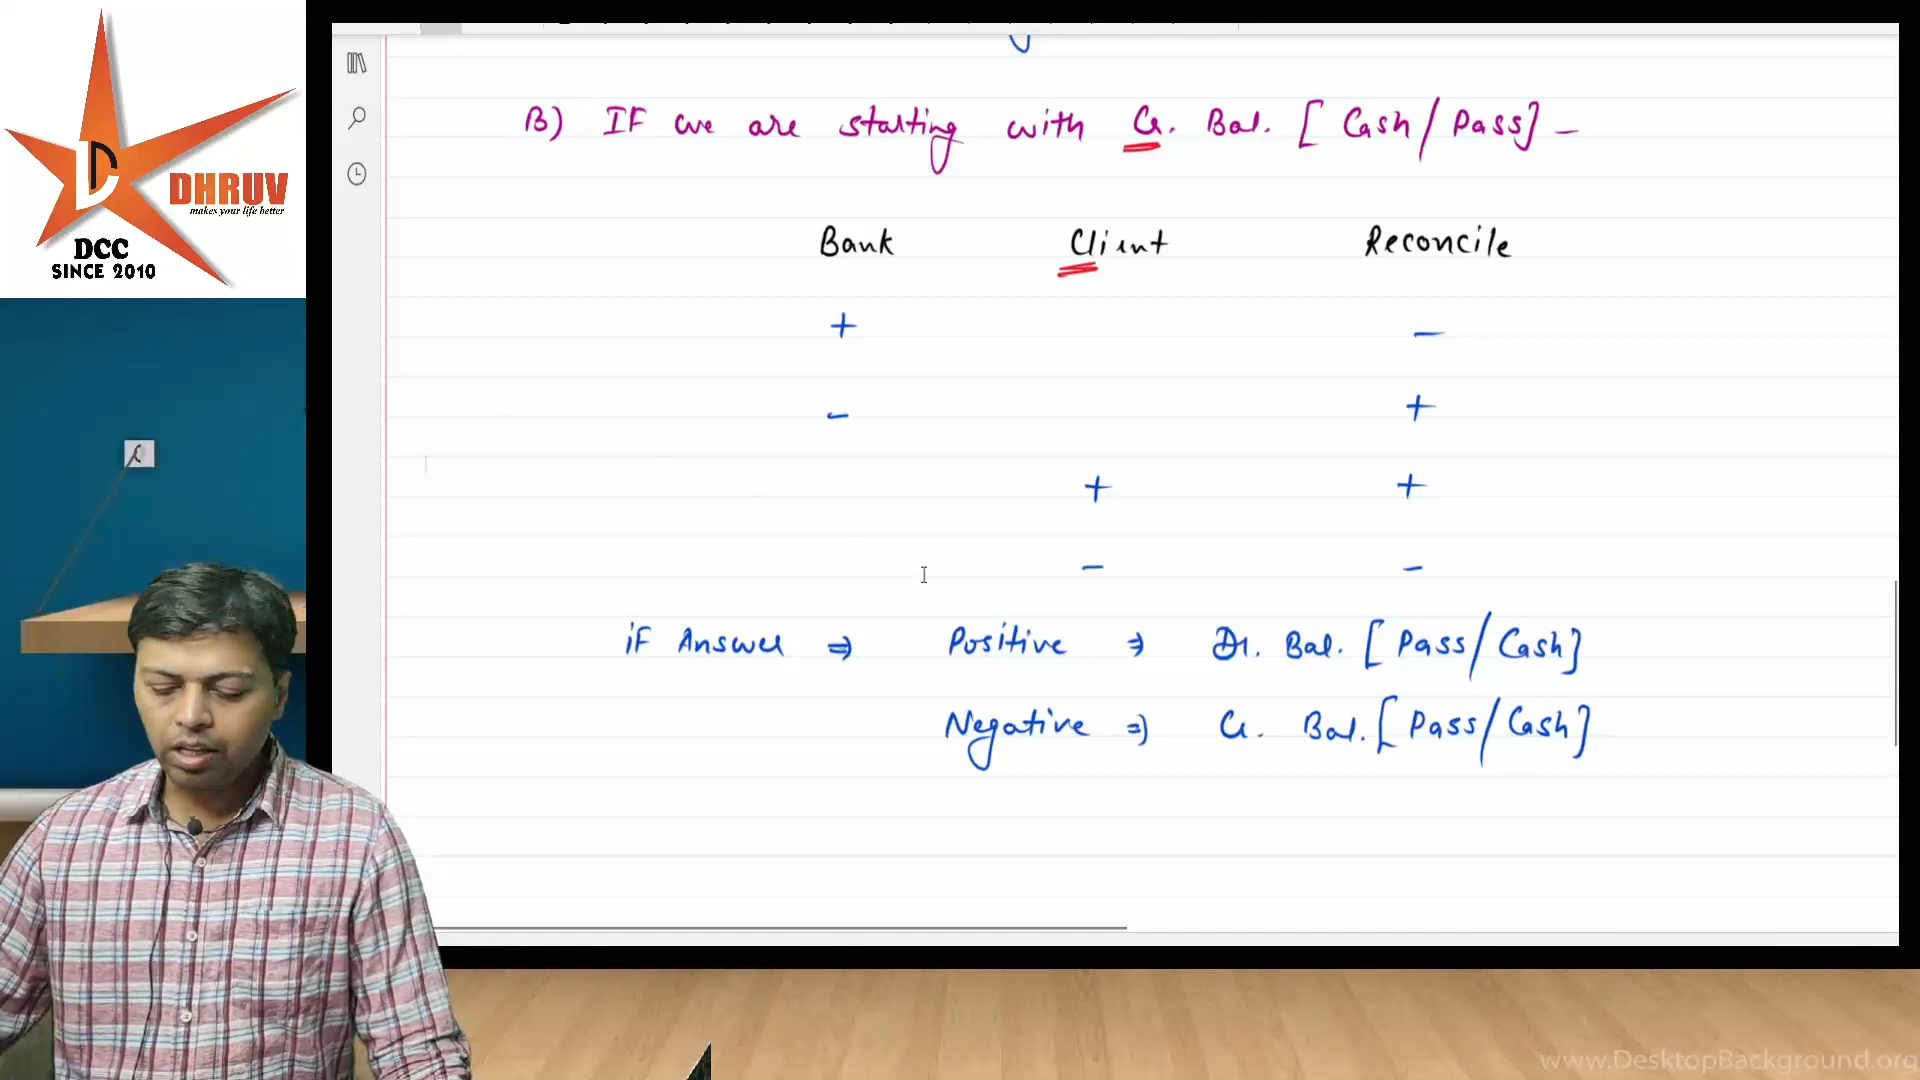 DHRUV
makes your life better
DCC
SINCE 2010
B) IF we are starting with Cr. Bal. [Cash/Pass] -
Bank Client Reconcile
+ -
- +
+ +
- -
if Answer ⇒ Positive ⇒ Dr. Bal. [Pass/Cash]
Negative ⇒ Cr. Bal. [Pass/Cash]
www.DesktopBackground.org